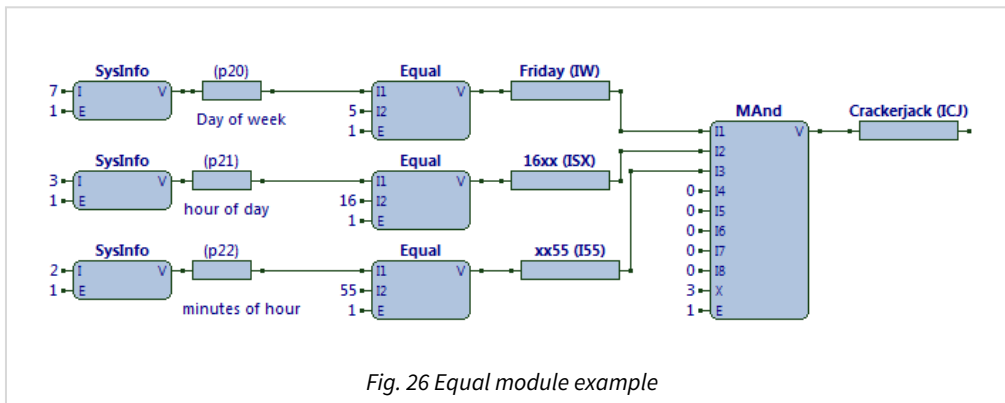 SysInfo (p20) Equal Friday (IW)
7 I V I1 V
1 E Day of week 5 I2
1 E
MAnd Crackerjack (ICJ)
I1 V
SysInfo (p21) Equal 16xx (ISX) I2
3 I V I1 V I3
1 E hour of day 16 I2 0 I4
1 E 0 I5
0 I6
SysInfo (p22) Equal xx55 (I55) 0 I7
2 I V I1 V 0 I8
1 E minutes of hour 55 I2 3 X
1 E 1 E
Fig. 26 Equal module example